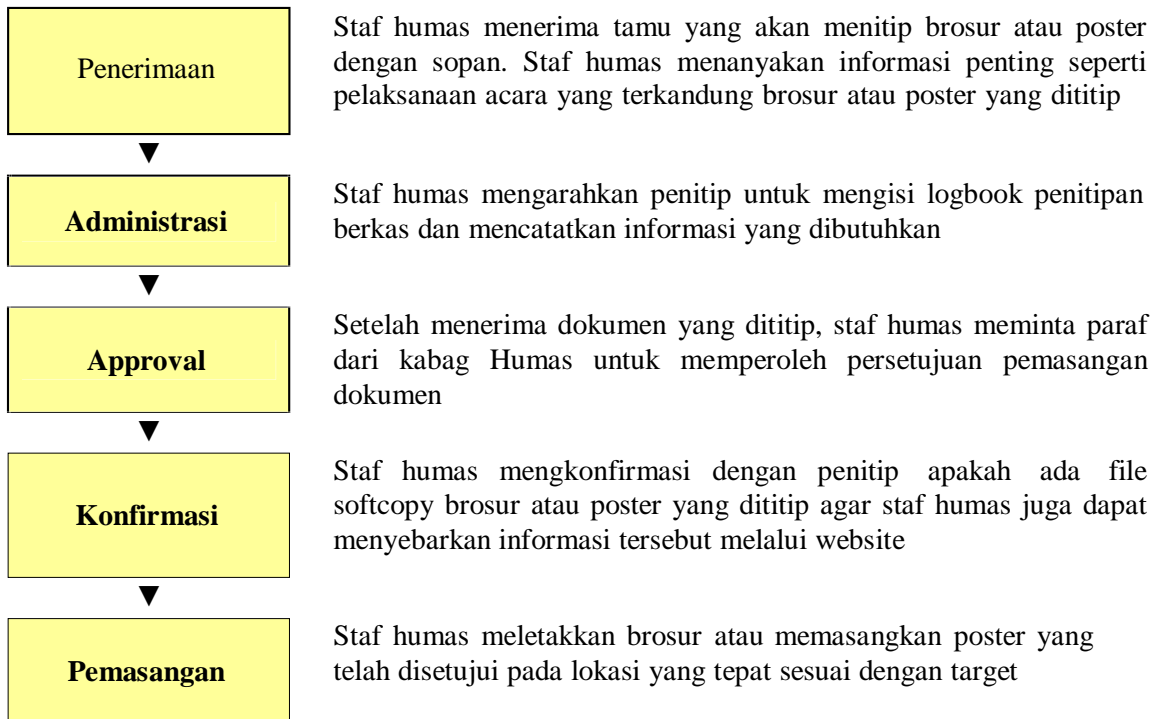 Penerimaan
Staf humas menerima tamu yang akan menitip brosur atau poster
dengan sopan. Staf humas menanyakan informasi penting seperti
pelaksanaan acara yang terkandung brosur atau poster yang dititip
Administrasi
Staf humas mengarahkan penitip untuk mengisi logbook penitipan
berkas dan mencatatkan informasi yang dibutuhkan
Approval
Setelah menerima dokumen yang dititip, staf humas meminta paraf
dari kabag Humas untuk memperoleh persetujuan pemasangan
dokumen
Konfirmasi
Staf humas mengkonfirmasi dengan penitip apakah ada file
softcopy brosur atau poster yang dititip agar staf humas juga dapat
menyebarkan informasi tersebut melalui website
Pemasangan
Staf humas meletakkan brosur atau memasangkan poster yang
telah disetujui pada lokasi yang tepat sesuai dengan target